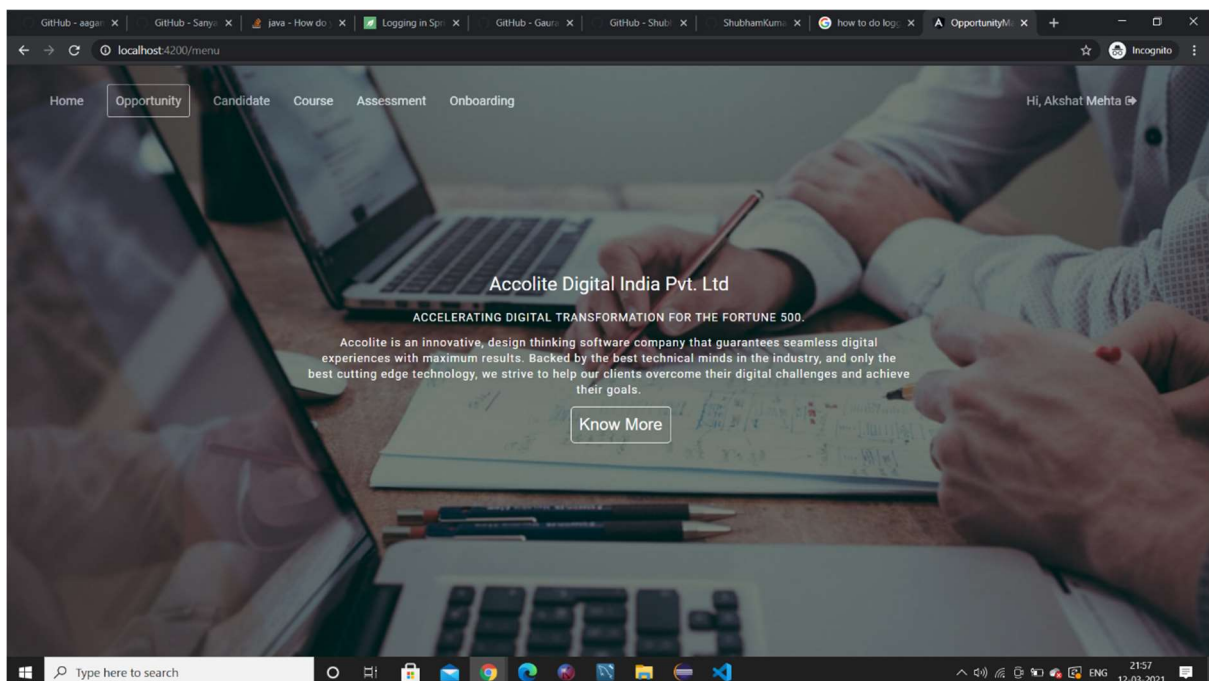 GitHub - aagan
GitHub - Sanya
java - How do
Logging in Spri
GitHub - Gaura
GitHub - Shub
ShubhamKuma
how to do logg
OpportunityMa
localhost:4200/menu
Incognito
Home Opportunity Candidate Course Assessment Onboarding Hi, Akshat Mehta
Accolite Digital India Pvt. Ltd
ACCELERATING DIGITAL TRANSFORMATION FOR THE FORTUNE 500.
Accolite is an innovative, design thinking software company that guarantees seamless digital
experiences with maximum results. Backed by the best technical minds in the industry, and only the
best cutting edge technology, we strive to help our clients overcome their digital challenges and achieve
their goals.
Know More
Type here to search
ENG
21:57
12-03-2021